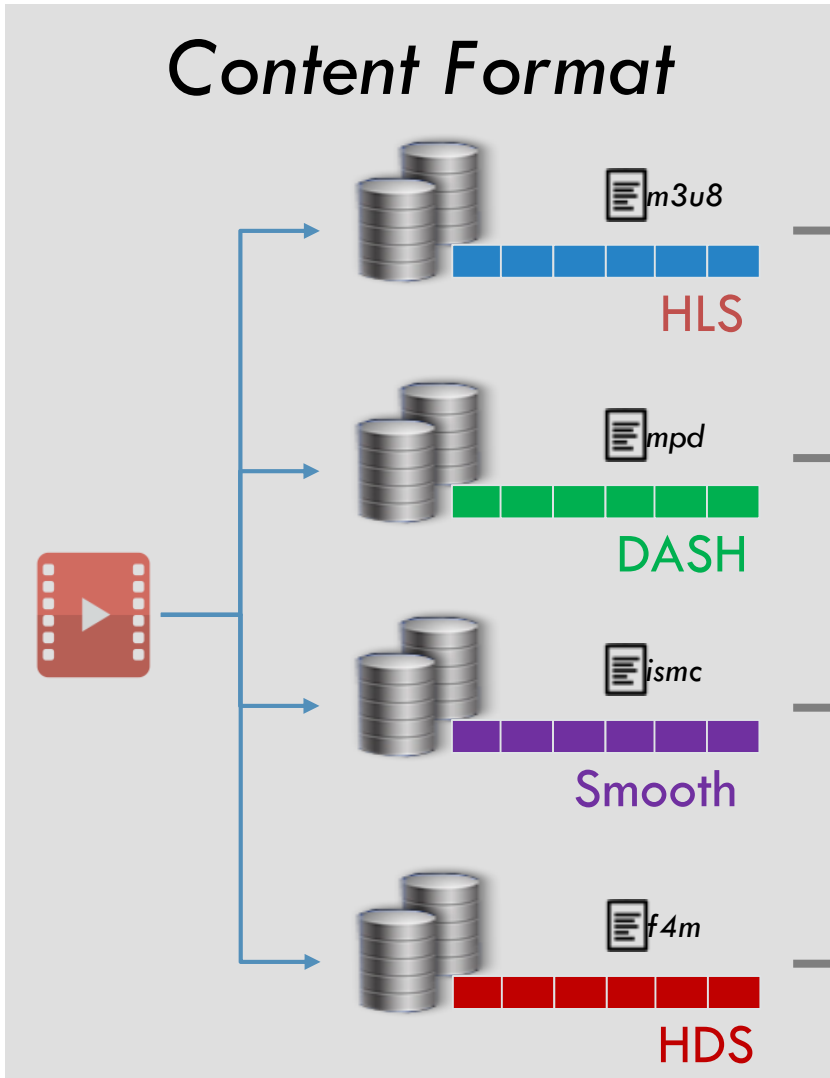 Content Format
m3u8
HLS
mpd
DASH
ismc
Smooth
f4m
HDS